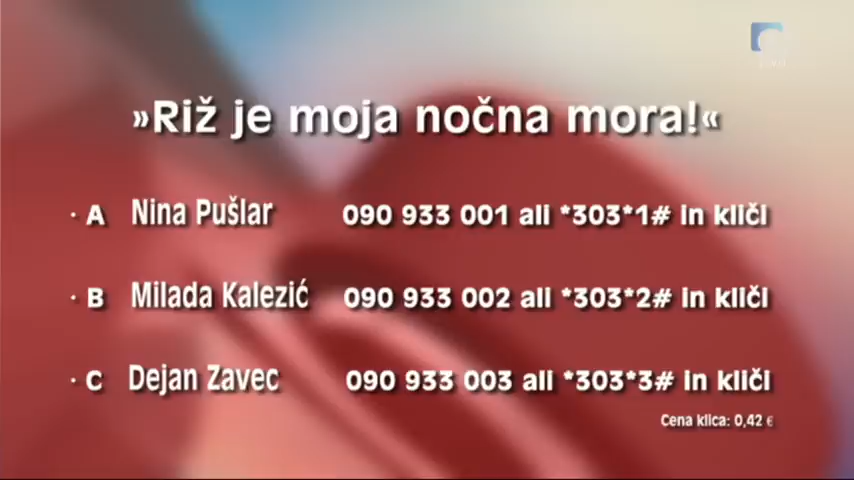 »Riž je moja nočna mora!«
· A Nina Pušlar 090 933 001 ali *303*1# in kliči
· B Milada Kalezić 090 933 002 ali *303*2# in kliči
· C Dejan Zavec 090 933 003 ali *303*3# in kliči
Cena klica: 0,42 €